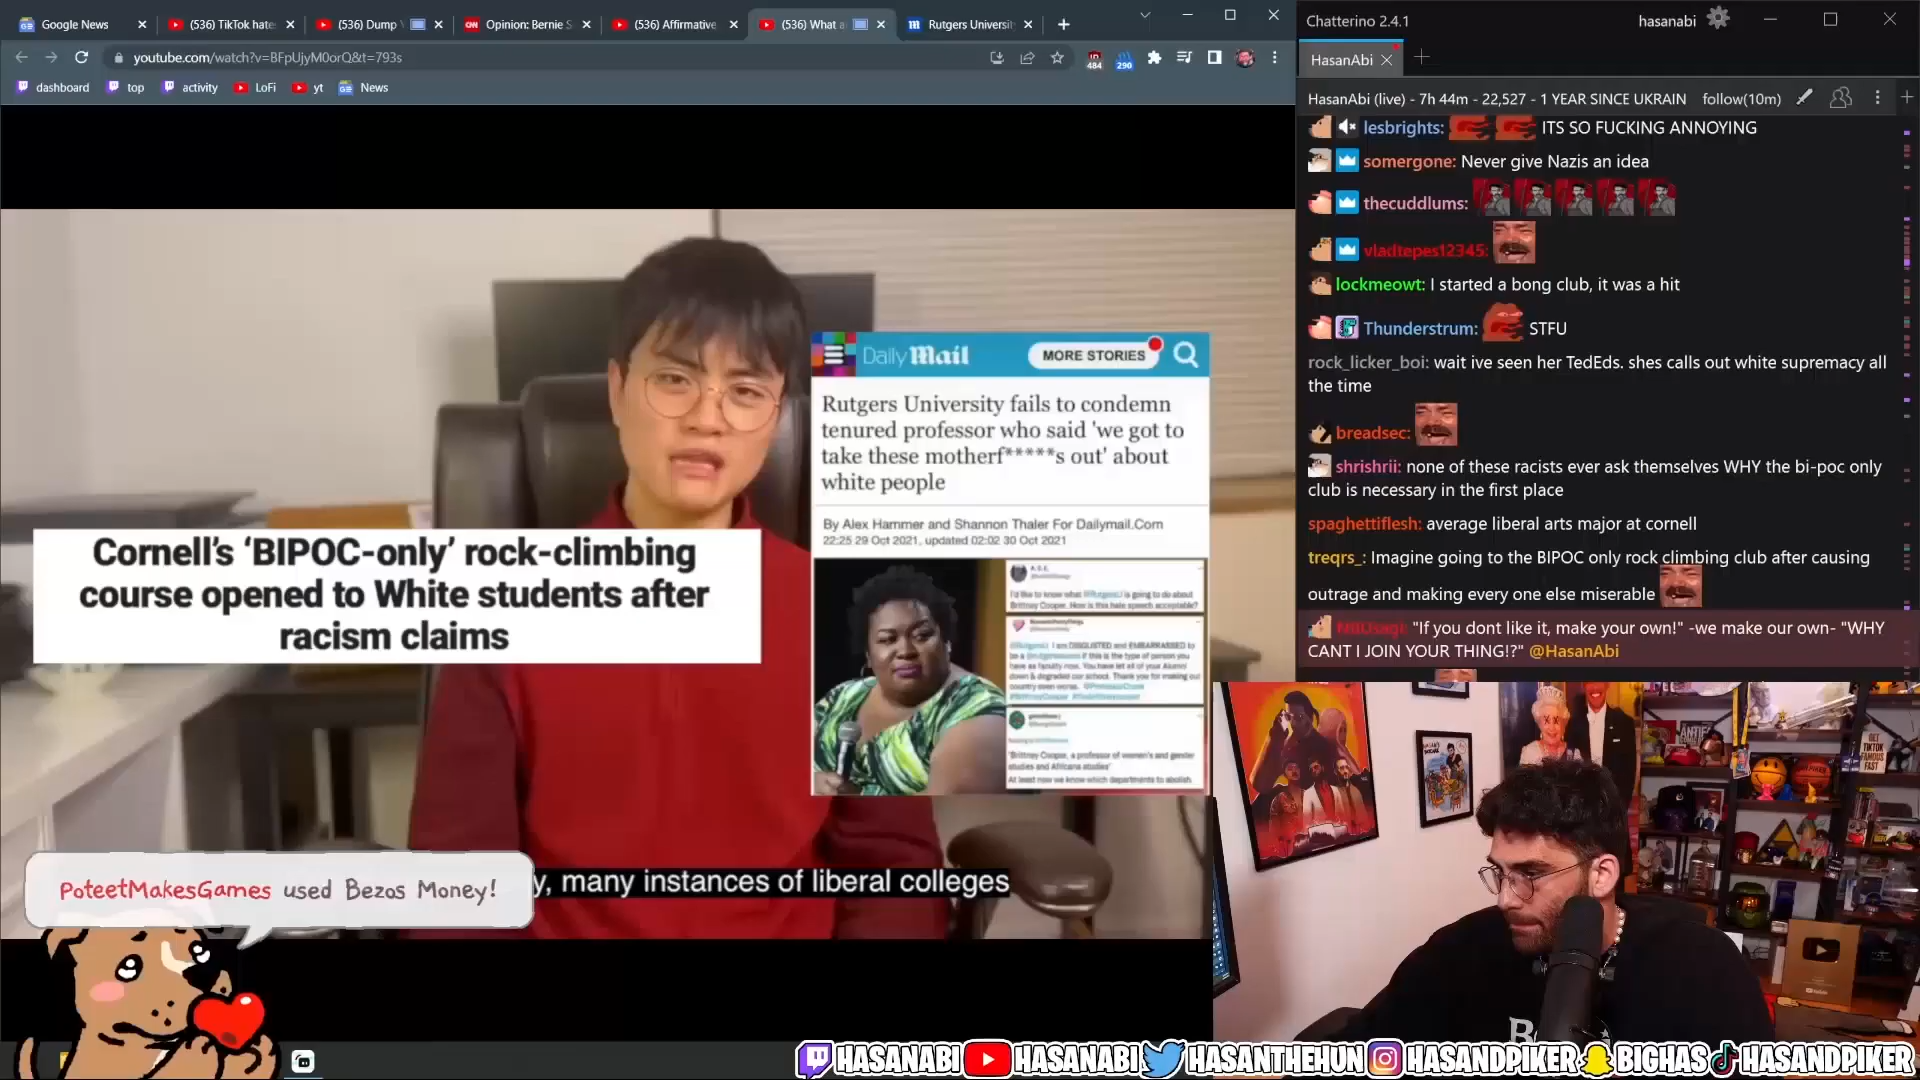 Google News
(536) TikTok hate
(536) Dump
Opinion: Bernie S
(536) Affirmative
(536) What a
Rutgers University
youtube.com/watch?v=BFpUjyM0orQ&t=793s
484
290
dashboard
top
activity
LoFi
yt
News
Daily Mail
MORE STORIES
Rutgers University fails to condemn
tenured professor who said 'we got to
take these motherf*****s out' about
white people
By Alex Hammer and Shannon Thaler For Dailymail.Com
22:25 29 Oct 2021, updated 02:02 30 Oct 2021
Cornell's 'BIPOC-only' rock-climbing
course opened to White students after
racism claims
PoteetMakesGames used Bezos Money!
y, many instances of liberal colleges
Chatterino 2.4.1
hasanabi
HasanAbi
HasanAbi (live) - 7h 44m - 22,527 - 1 YEAR SINCE UKRAIN
follow(10m)
lesbrights: ITS SO FUCKING ANNOYING
somergone: Never give Nazis an idea
thecuddlums:
vladtepes12345:
lockmeowt: I started a bong club, it was a hit
Thunderstrum: STFU
rock_licker_boi: wait ive seen her TedEds. shes calls out white supremacy all
the time
breadsec:
shrishrii: none of these racists ever ask themselves WHY the bi-poc only
club is necessary in the first place
spaghettiflesh: average liberal arts major at cornell
treqrs_: Imagine going to the BIPOC only rock climbing club after causing
outrage and making every one else miserable
"If you dont like it, make your own!" -we make our own- "WHY
CANT I JOIN YOUR THING!?" @HasanAbi
GET
TIKTOK
FAMOUS
FAST
HASANABI
HASANABI
HASANTHEHUN
HASANDPIKER
BIGHAS
HASANDPIKER